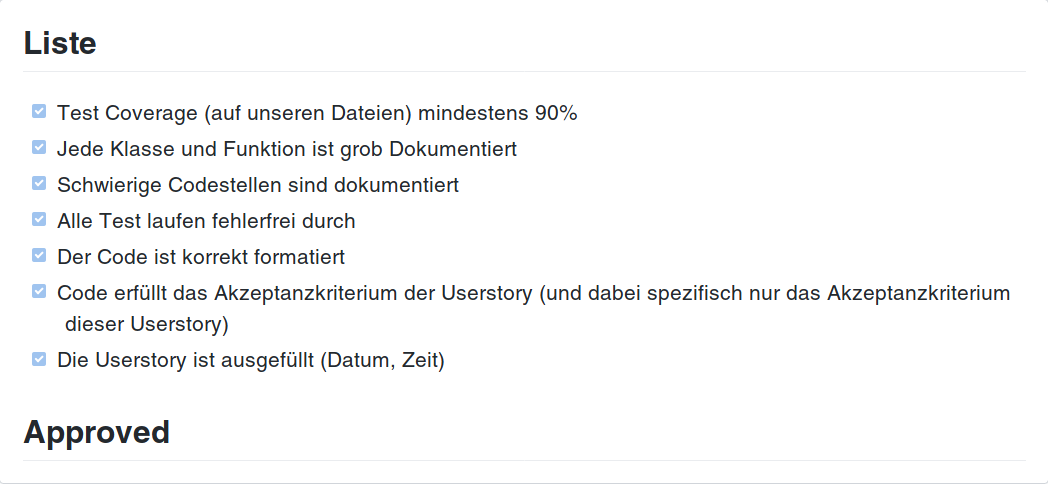 Liste
Test Coverage (auf unseren Dateien) mindestens 90%
Jede Klasse und Funktion ist grob Dokumentiert
Schwierige Codestellen sind dokumentiert
Alle Test laufen fehlerfrei durch
Der Code ist korrekt formatiert
Code erfüllt das Akzeptanzkriterium der Userstory (und dabei spezifisch nur das Akzeptanzkriterium
dieser Userstory)
Die Userstory ist ausgefüllt (Datum, Zeit)
Approved